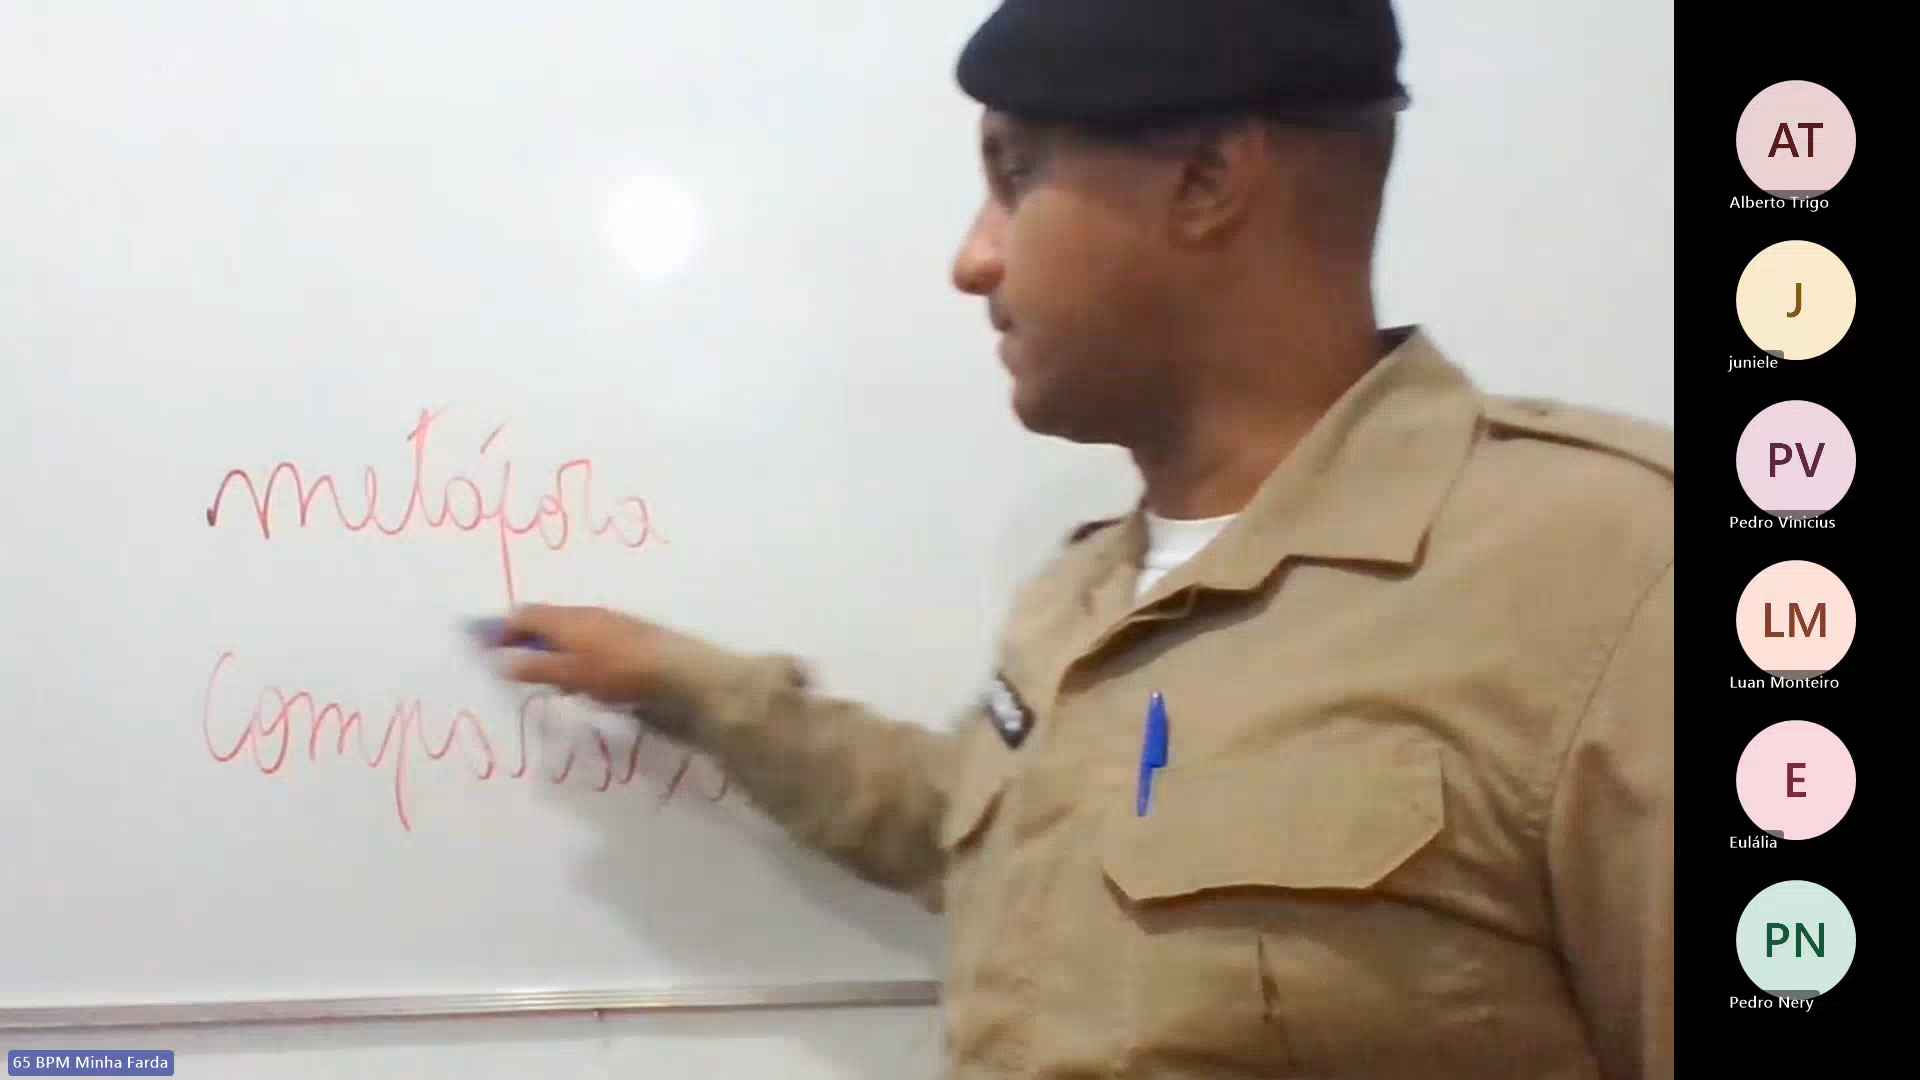 metáfora
Comparação
AT
Alberto Trigo
J
juniele
PV
Pedro Vinicius
LM
Luan Monteiro
E
Eulália
PN
Pedro Nery
65 BPM Minha Farda